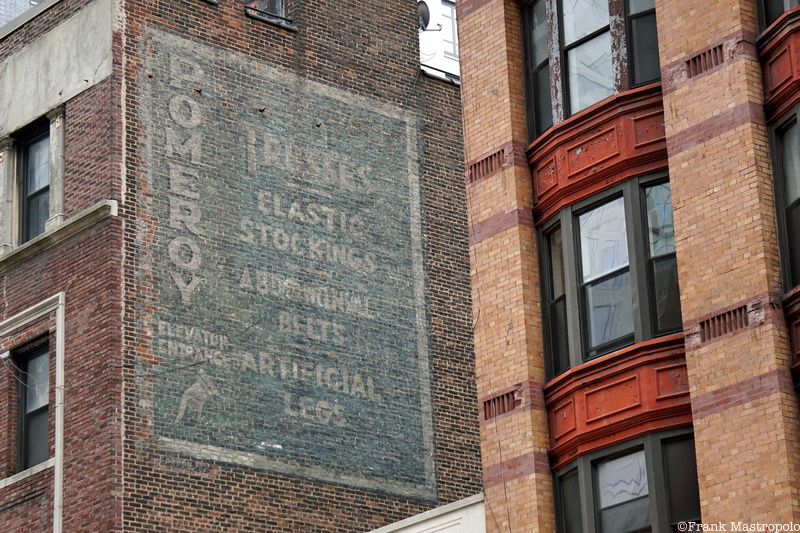 POMEROY
TRUSSES
ELASTIC
STOCKINGS
ABDOMINAL
BELTS
ARTIFICIAL
LEGS
ELEVATOR
ENTRANCE
©Frank Mastropolo